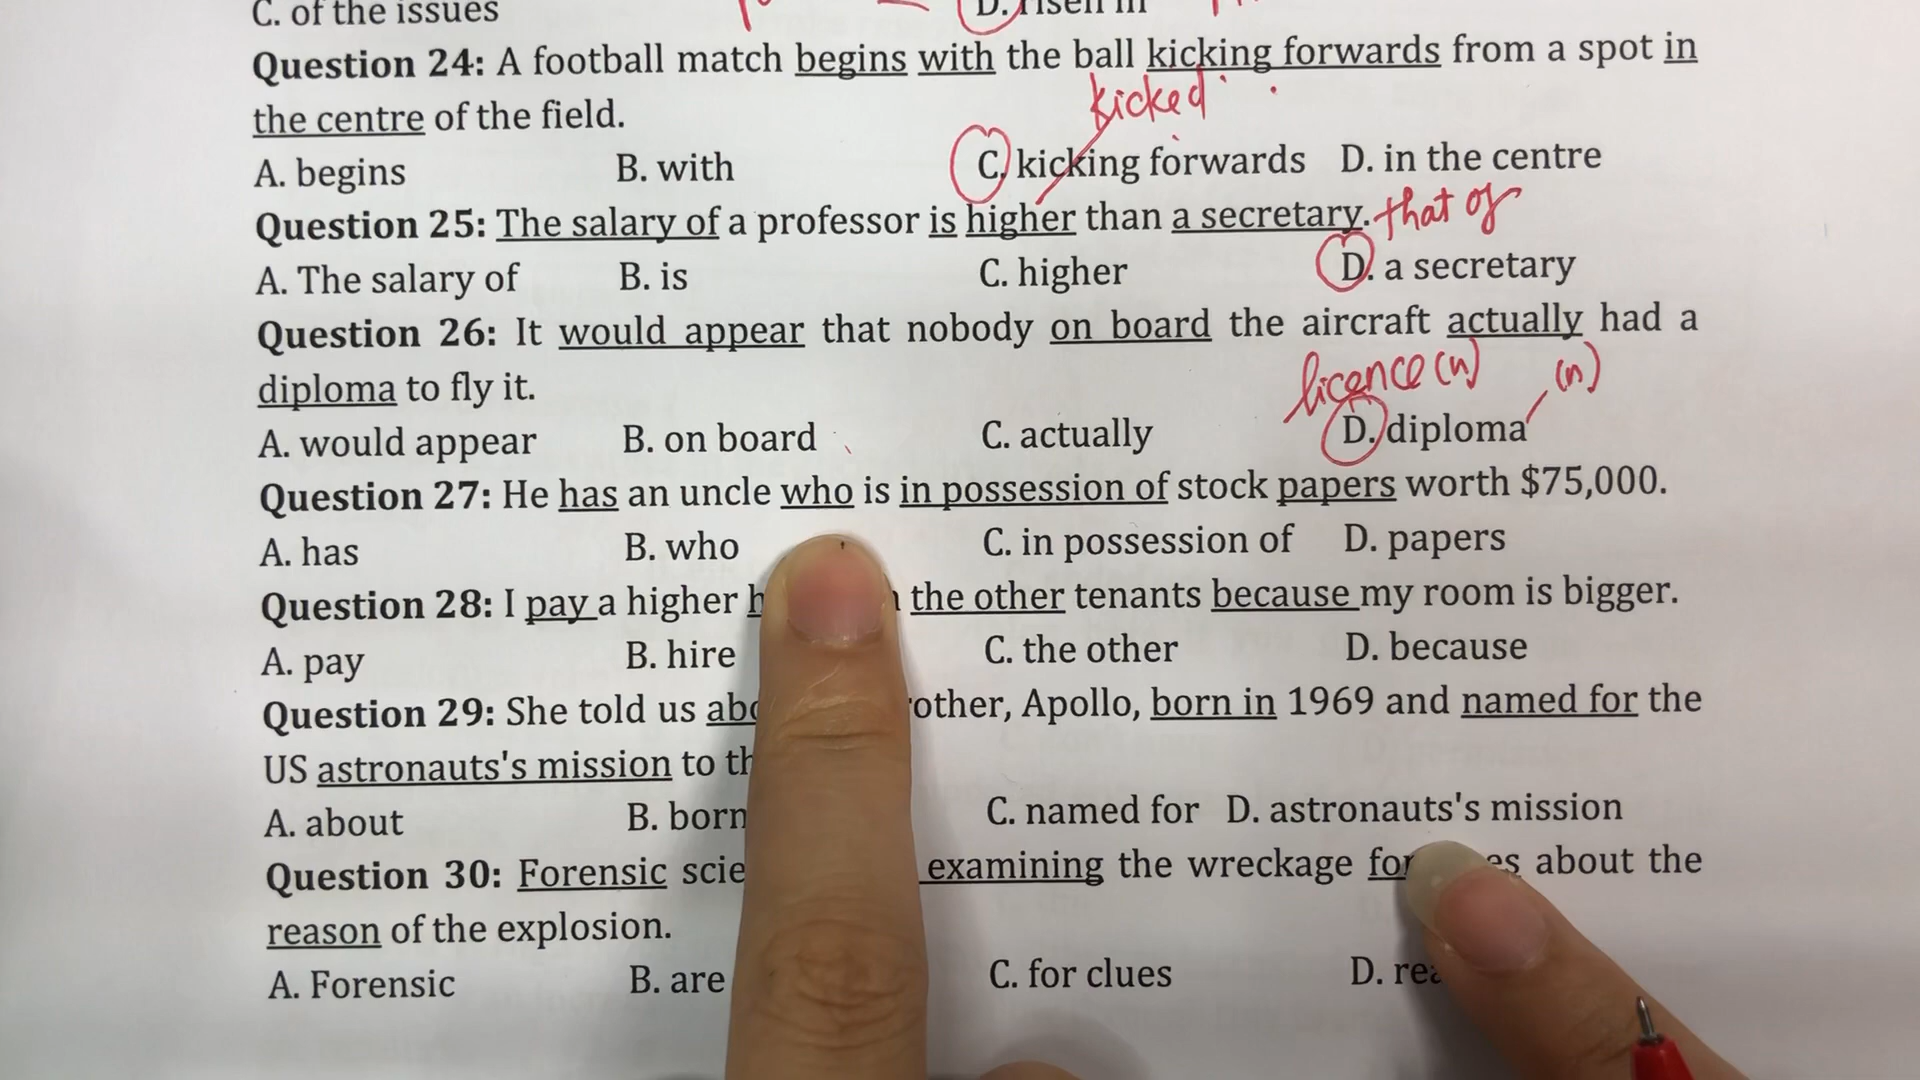 C. of the issues D. risen in
Question 24: A football match begins with the ball kicking forwards from a spot in
kicked
the centre of the field.
A. begins B. with C. kicking forwards D. in the centre
Question 25: The salary of a professor is higher than a secretary. that of
A. The salary of B. is C. higher D. a secretary
Question 26: It would appear that nobody on board the aircraft actually had a
licence (n) (n)
diploma to fly it.
A. would appear B. on board C. actually D. diploma
Question 27: He has an uncle who is in possession of stock papers worth $75,000.
A. has B. who C. in possession of D. papers
Question 28: I pay a higher the other tenants because my room is bigger.
A. pay B. hire C. the other D. because
Question 29: She told us Apollo, born in 1969 and named for the
US astronauts's mission to
A. about B. born C. named for D. astronauts's mission
Question 30: Forensic examining the wreckage about the
reason of the explosion.
A. Forensic B. are C. for clues D.